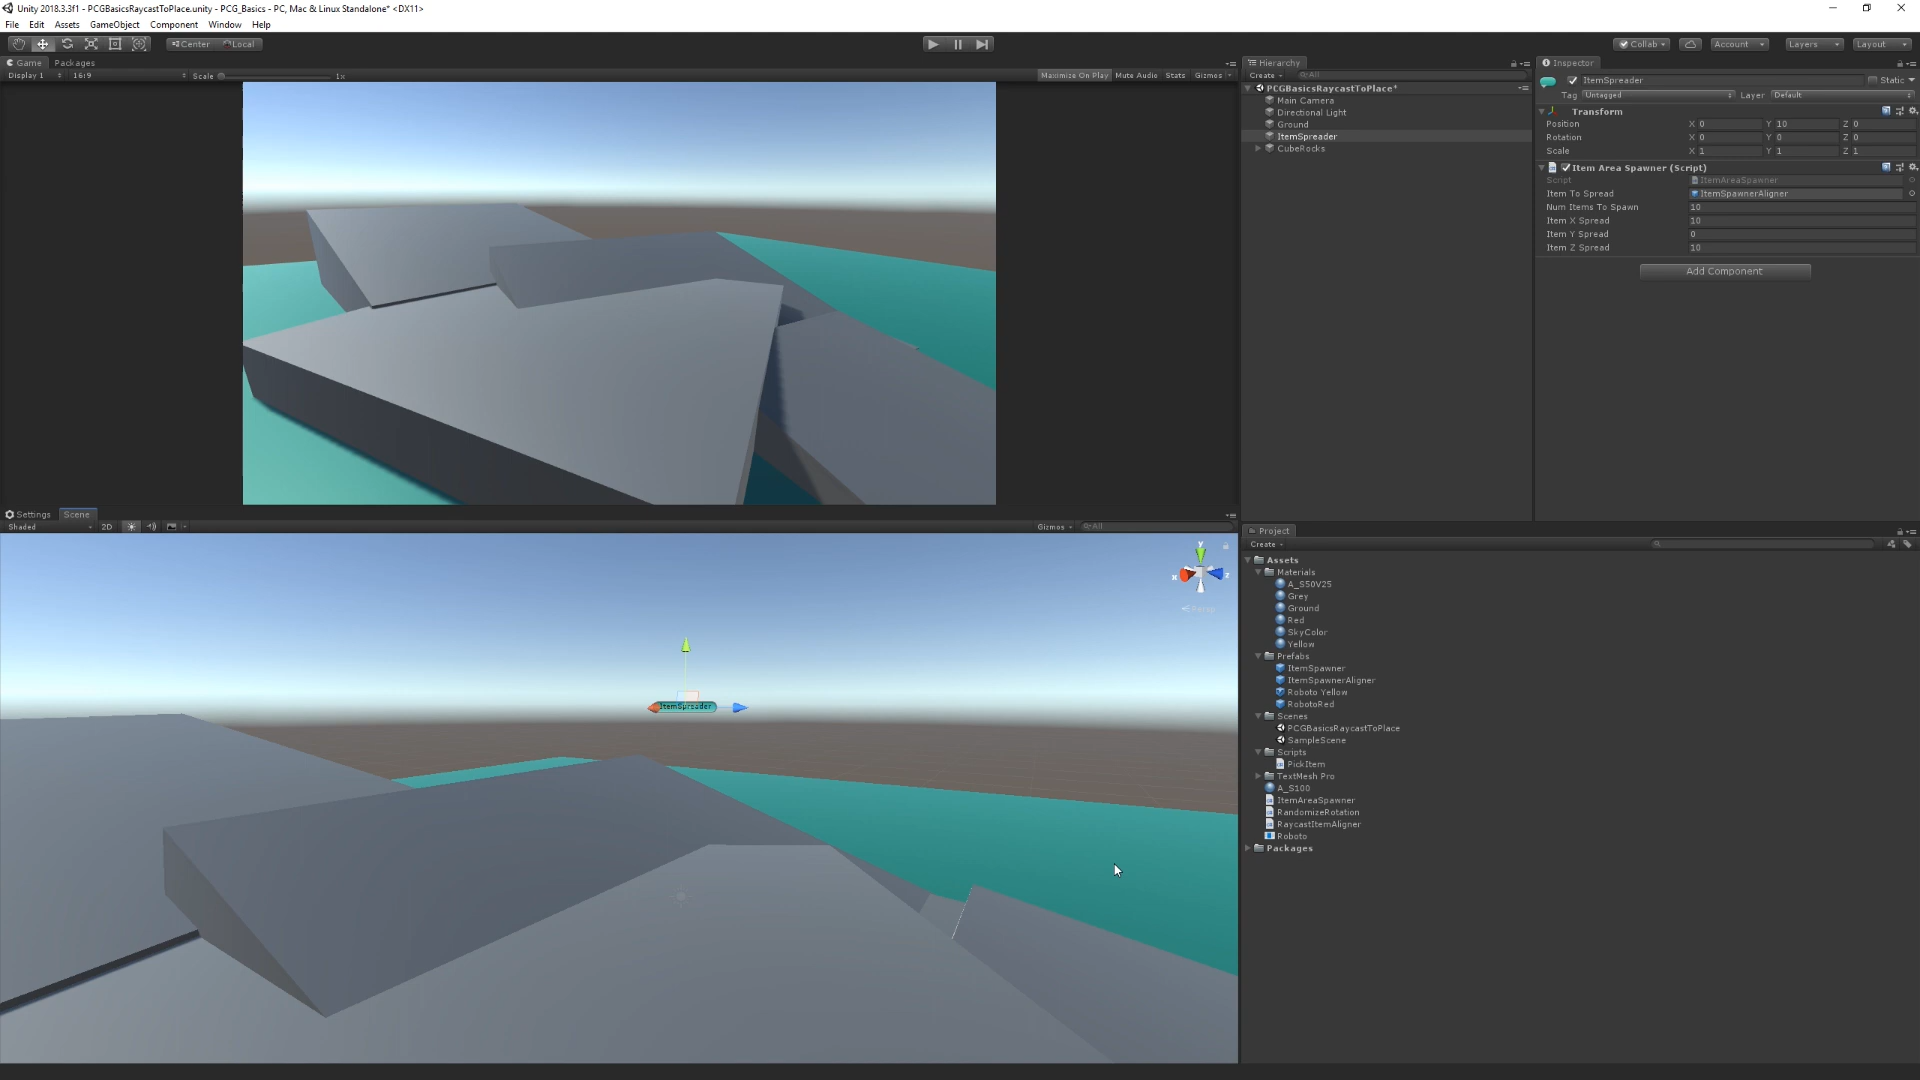 Unity 2018.3.3f1 - PCGBasicsRaycastToPlace.unity - PCG_Basics - PC, Mac & Linux Standalone* <DX11>
File Edit Assets GameObject Component Window Help
Center Local
Collab Account Layers Layout
Game Packages
Display 1 16:9 Scale 1x
Maximize On Play Mute Audio Stats Gizmos
Hierarchy
Create All
PCGBasicsRaycastToPlace*
Main Camera
Directional Light
Ground
ItemSpreader
CubeRocks
Inspector
ItemSpreader Static
Tag Untagged Layer Default
Transform
Position X 0 Y 10 Z 0
Rotation X 0 Y 0 Z 0
Scale X 1 Y 1 Z 1
Item Area Spawner (Script)
Script ItemAreaSpawner
Item To Spread ItemSpawnerAligner
Num Items To Spawn 10
Item X Spread 10
Item Y Spread 0
Item Z Spread 10
Add Component
Settings Scene
Shaded 2D Gizmos All
y
x z
Persp
ItemSpreader
Project
Create
Assets
Materials
A_S50V25
Grey
Ground
Red
SkyColor
Yellow
Prefabs
ItemSpawner
ItemSpawnerAligner
Roboto Yellow
RobotoRed
Scenes
PCGBasicsRaycastToPlace
SampleScene
Scripts
PickItem
TextMesh Pro
A_S100
ItemAreaSpawner
RandomizeRotation
RaycastItemAligner
Roboto
Packages